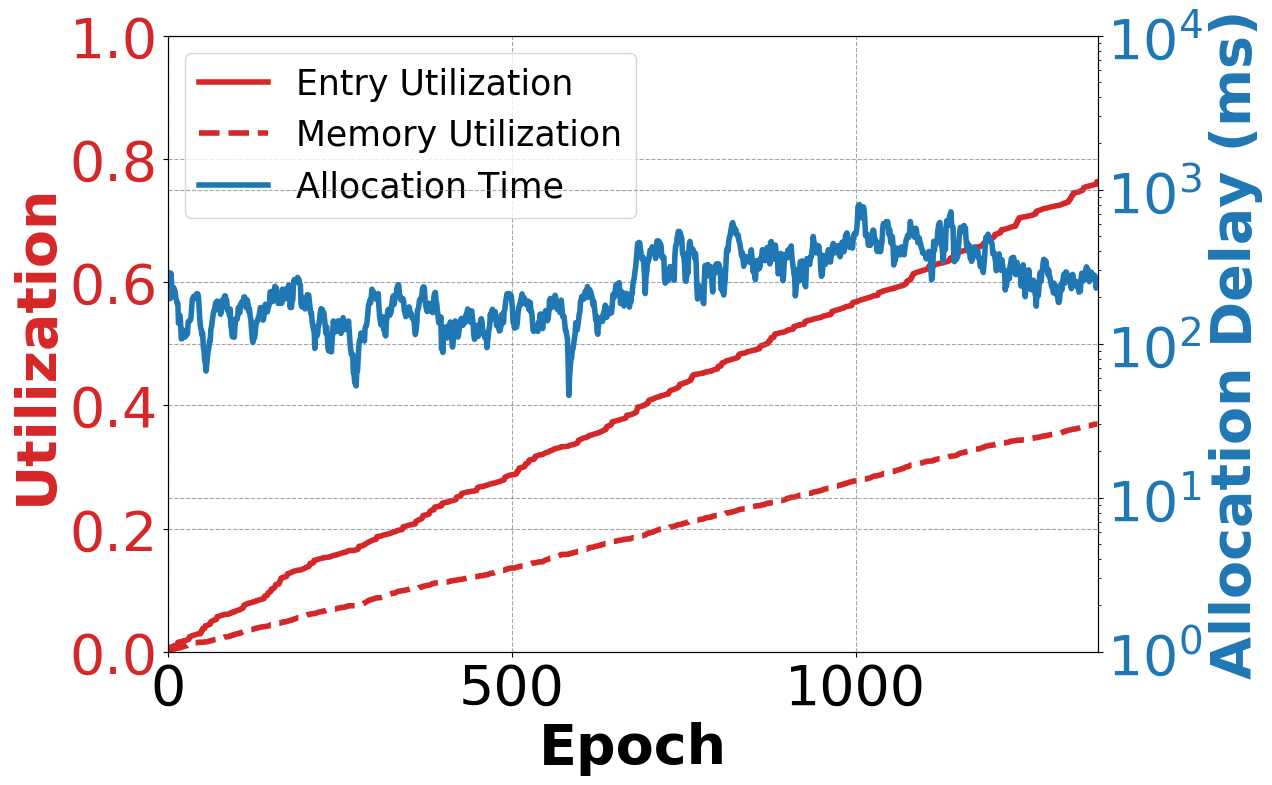 Utilization
1.0
0.8
0.6
0.4
0.2
0.0
Entry Utilization
Memory Utilization
Allocation Time
0
500
1000
Epoch
10^4
10^3
10^2
10^1
10^0
Allocation Delay (ms)